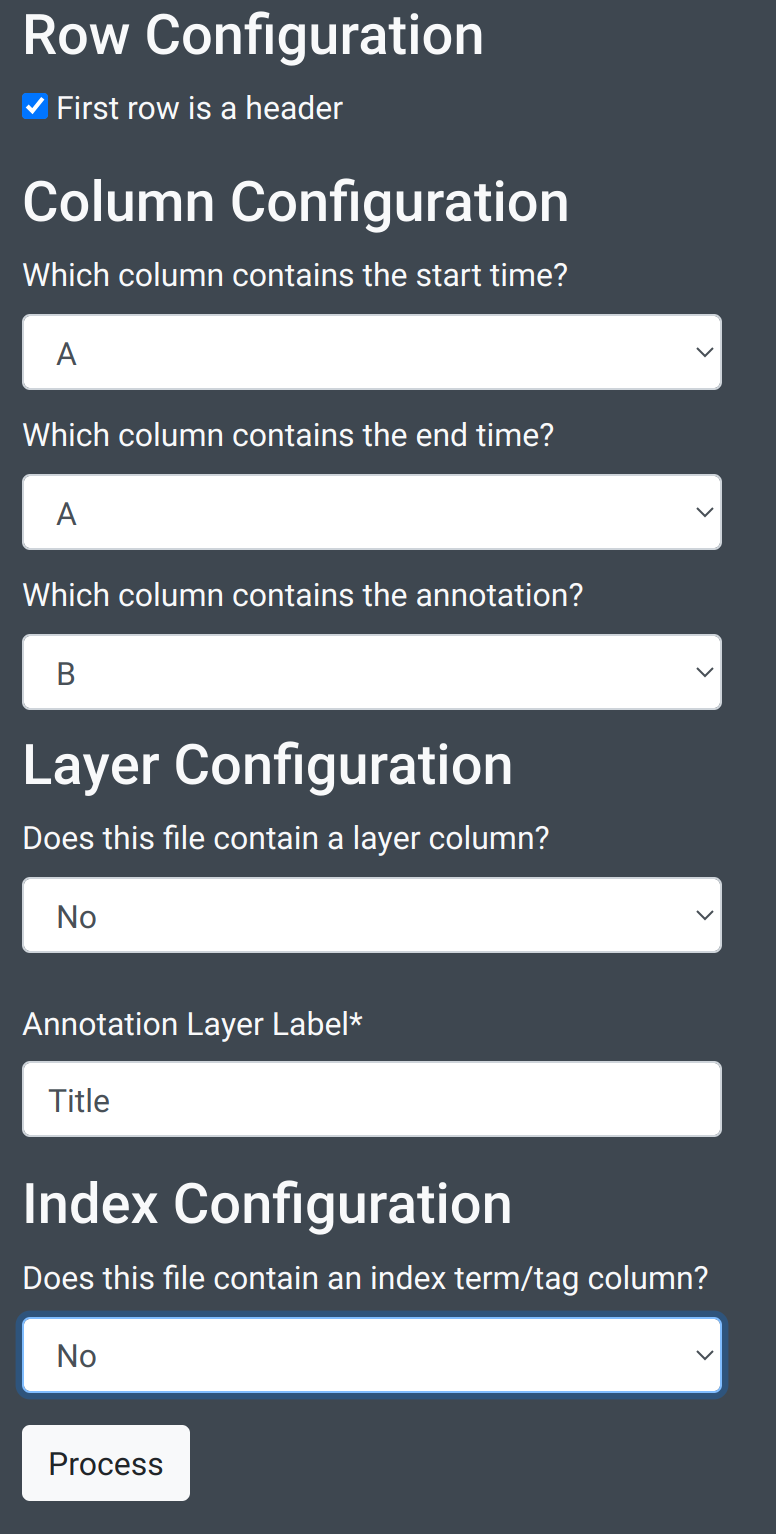 Row Configuration
First row is a header
Column Configuration
Which column contains the start time?
A
Which column contains the end time?
A
Which column contains the annotation?
B
Layer Configuration
Does this file contain a layer column?
No
Annotation Layer Label*
Title
Index Configuration
Does this file contain an index term/tag column?
No
Process